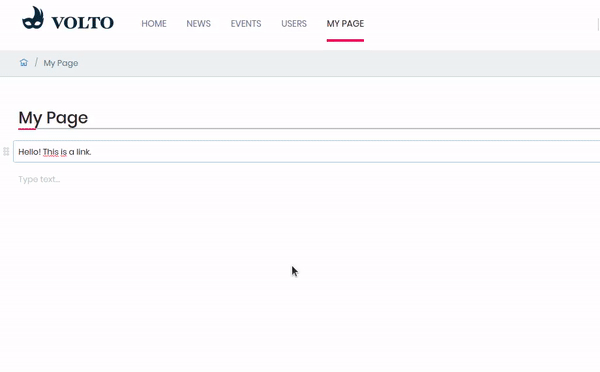 VOLTO HOME NEWS EVENTS USERS MY PAGE
/ My Page
My Page
Hello! This is a link.
Type text...